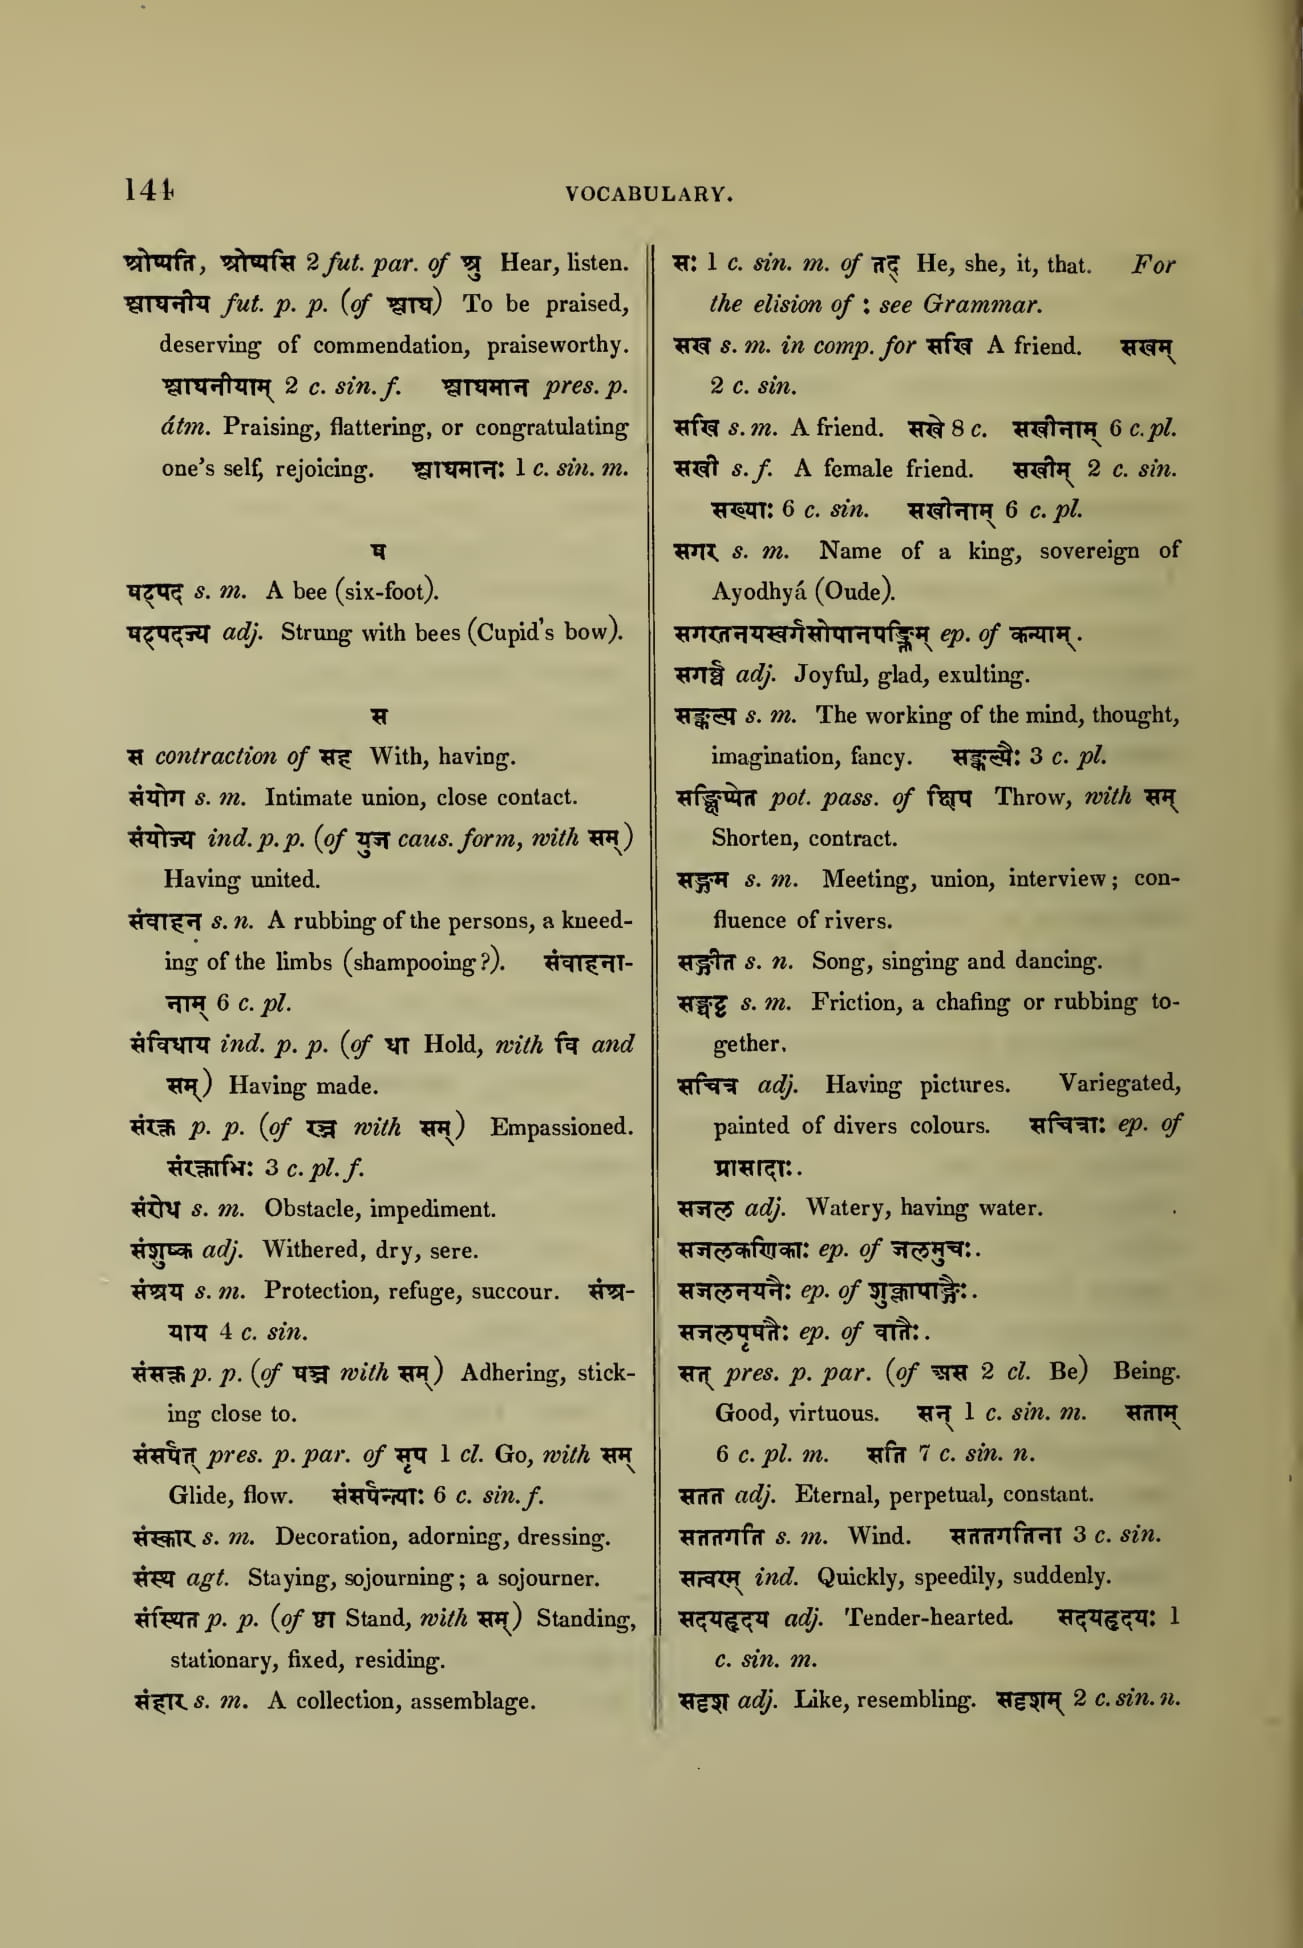 144
VOCABULARY.
श्रोष्यति, श्रोष्यसि 2 fut. par. of श्रु Hear, listen.
श्लाघनीय fut. p. p. (of श्लाघ) To be praised,
deserving of commendation, praiseworthy.
श्लाघनीयाम् 2 c. sin. f. श्लाघमान pres. p.
átm. Praising, flattering, or congratulating
one's self, rejoicing. श्लाघमानः 1 c. sin. m.
ष
षट्पद s. m. A bee (six-foot).
षट्पदज्य adj. Strung with bees (Cupid's bow).
स
स contraction of सह With, having.
संयोग s. m. Intimate union, close contact.
संयोज्य ind. p. p. (of युज caus. form, with सम्)
Having united.
संवाहन s. n. A rubbing of the persons, a kneed-
ing of the limbs (shampooing?). संवाहना-
नाम् 6 c. pl.
संविधाय ind. p. p. (of धा Hold, with वि and
सम्) Having made.
संरक्त p. p. (of रञ्ज with सम्) Empassioned.
संरक्ताभिः 3 c. pl. f.
संरोध s. m. Obstacle, impediment.
संशुष्क adj. Withered, dry, sere.
संश्रय s. m. Protection, refuge, succour. संश्र-
याय 4 c. sin.
संसक्त p. p. (of षञ्ज with सम्) Adhering, stick-
ing close to.
संसर्पत् pres. p. par. of सृप 1 cl. Go, with सम्
Glide, flow. संसर्पन्त्याः 6 c. sin. f.
संस्कार s. m. Decoration, adorning, dressing.
संस्थ agt. Staying, sojourning; a sojourner.
संस्थित p. p. (of ष्ठा Stand, with सम्) Standing,
stationary, fixed, residing.
संहार s. m. A collection, assemblage.
सः 1 c. sin. m. of तद् He, she, it, that. For
the elision of : see Grammar.
सख s. m. in comp. for सखि A friend. सखम्
2 c. sin.
सखि s. m. A friend. सखे 8 c. सखीनाम् 6 c. pl.
सखी s. f. A female friend. सखीम् 2 c. sin.
सख्याः 6 c. sin. सखीनाम् 6 c. pl.
सगर s. m. Name of a king, sovereign of
Ayodhyá (Oude).
सगरतनयस्वर्गसोपानपङ्क्तिम् ep. of कन्याम्.
सगर्व्व adj. Joyful, glad, exulting.
सङ्कल्प s. m. The working of the mind, thought,
imagination, fancy. सङ्कल्पैः 3 c. pl.
सङ्क्षिप्येत pot. pass. of क्षिप Throw, with सम्
Shorten, contract.
सङ्गम s. m. Meeting, union, interview; con-
fluence of rivers.
सङ्गीत s. n. Song, singing and dancing.
सङ्घट्ट s. m. Friction, a chafing or rubbing to-
gether.
सचित्र adj. Having pictures. Variegated,
painted of divers colours. सचित्राः ep. of
प्रासादाः.
सजल adj. Watery, having water.
सजलकणिकाः ep. of जलमुचः.
सजलनयनैः ep. of शुक्लापाङ्गैः.
सजलपृषतैः ep. of वातैः.
सत् pres. p. par. (of अस 2 cl. Be) Being.
Good, virtuous. सन् 1 c. sin. m. सताम्
6 c. pl. m. सति 7 c. sin. n.
सतत adj. Eternal, perpetual, constant.
सततगति s. m. Wind. सततगतिना 3 c. sin.
सत्वरम् ind. Quickly, speedily, suddenly.
सदयहृदय adj. Tender-hearted. सदयहृदयः 1
c. sin. m.
सदृश adj. Like, resembling. सदृशम् 2 c. sin. n.